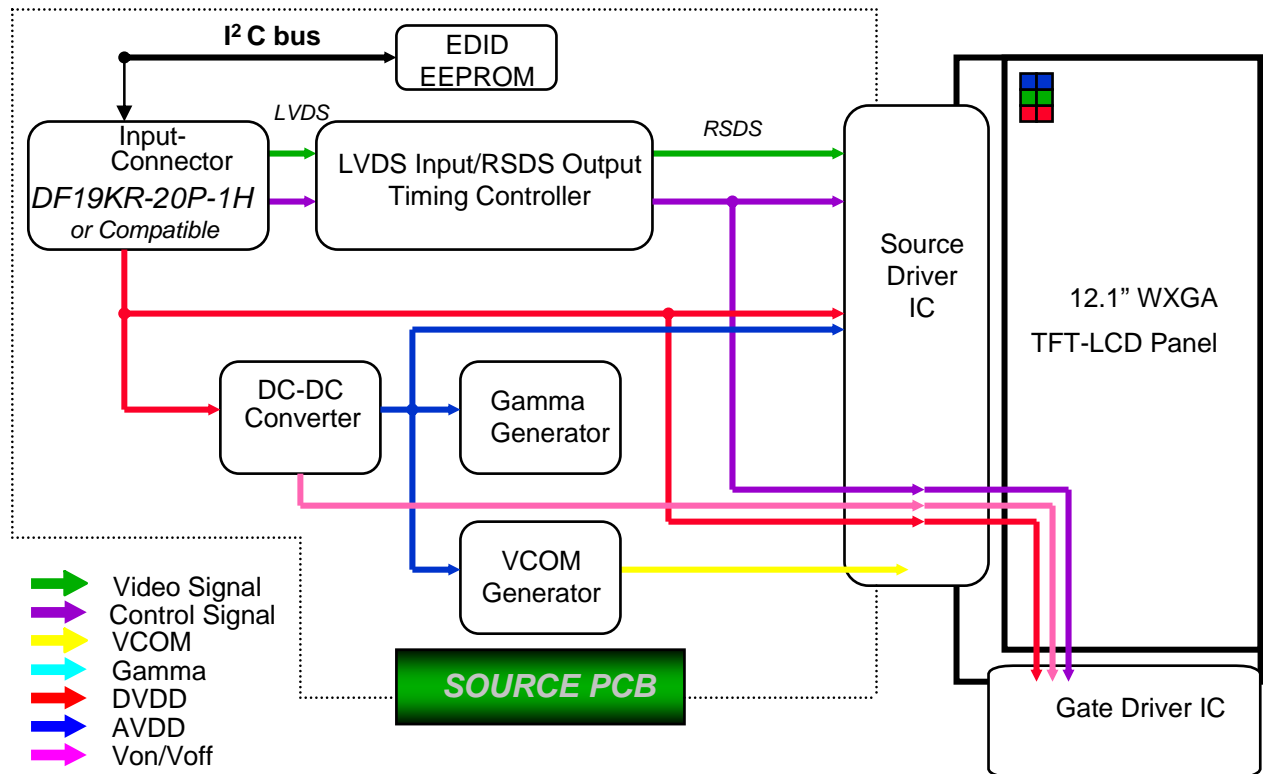 I² C bus
EDID
EEPROM
LVDS
RSDS
Input-
Connector
DF19KR-20P-1H
or Compatible
LVDS Input/RSDS Output
Timing Controller
Source
Driver
IC
12.1” WXGA
TFT-LCD Panel
DC-DC
Converter
Gamma
Generator
VCOM
Generator
Video Signal
Control Signal
VCOM
Gamma
DVDD
AVDD
Von/Voff
SOURCE PCB
Gate Driver IC